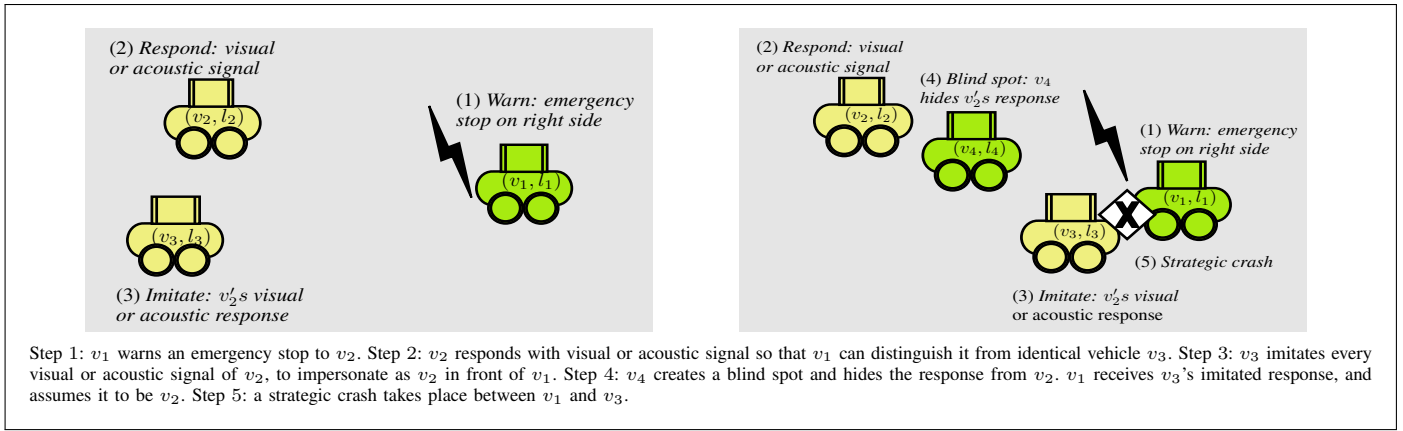 (2) Respond: visual
or acoustic signal
(v₂, l₂)
(1) Warn: emergency
stop on right side
(v₁, l₁)
(v₃, l₃)
(3) Imitate: v′₂s visual
or acoustic response
(2) Respond: visual
or acoustic signal
(v₂, l₂)
(4) Blind spot: v₄
hides v′₂s response
(v₄, l₄)
(1) Warn: emergency
stop on right side
(v₁, l₁)
X
(v₃, l₃)
(5) Strategic crash
(3) Imitate: v′₂s visual
or acoustic response
Step 1: v₁ warns an emergency stop to v₂. Step 2: v₂ responds with visual or acoustic signal so that v₁ can distinguish it from identical vehicle v₃. Step 3: v₃ imitates every
visual or acoustic signal of v₂, to impersonate as v₂ in front of v₁. Step 4: v₄ creates a blind spot and hides the response from v₂. v₁ receives v₃'s imitated response, and
assumes it to be v₂. Step 5: a strategic crash takes place between v₁ and v₃.